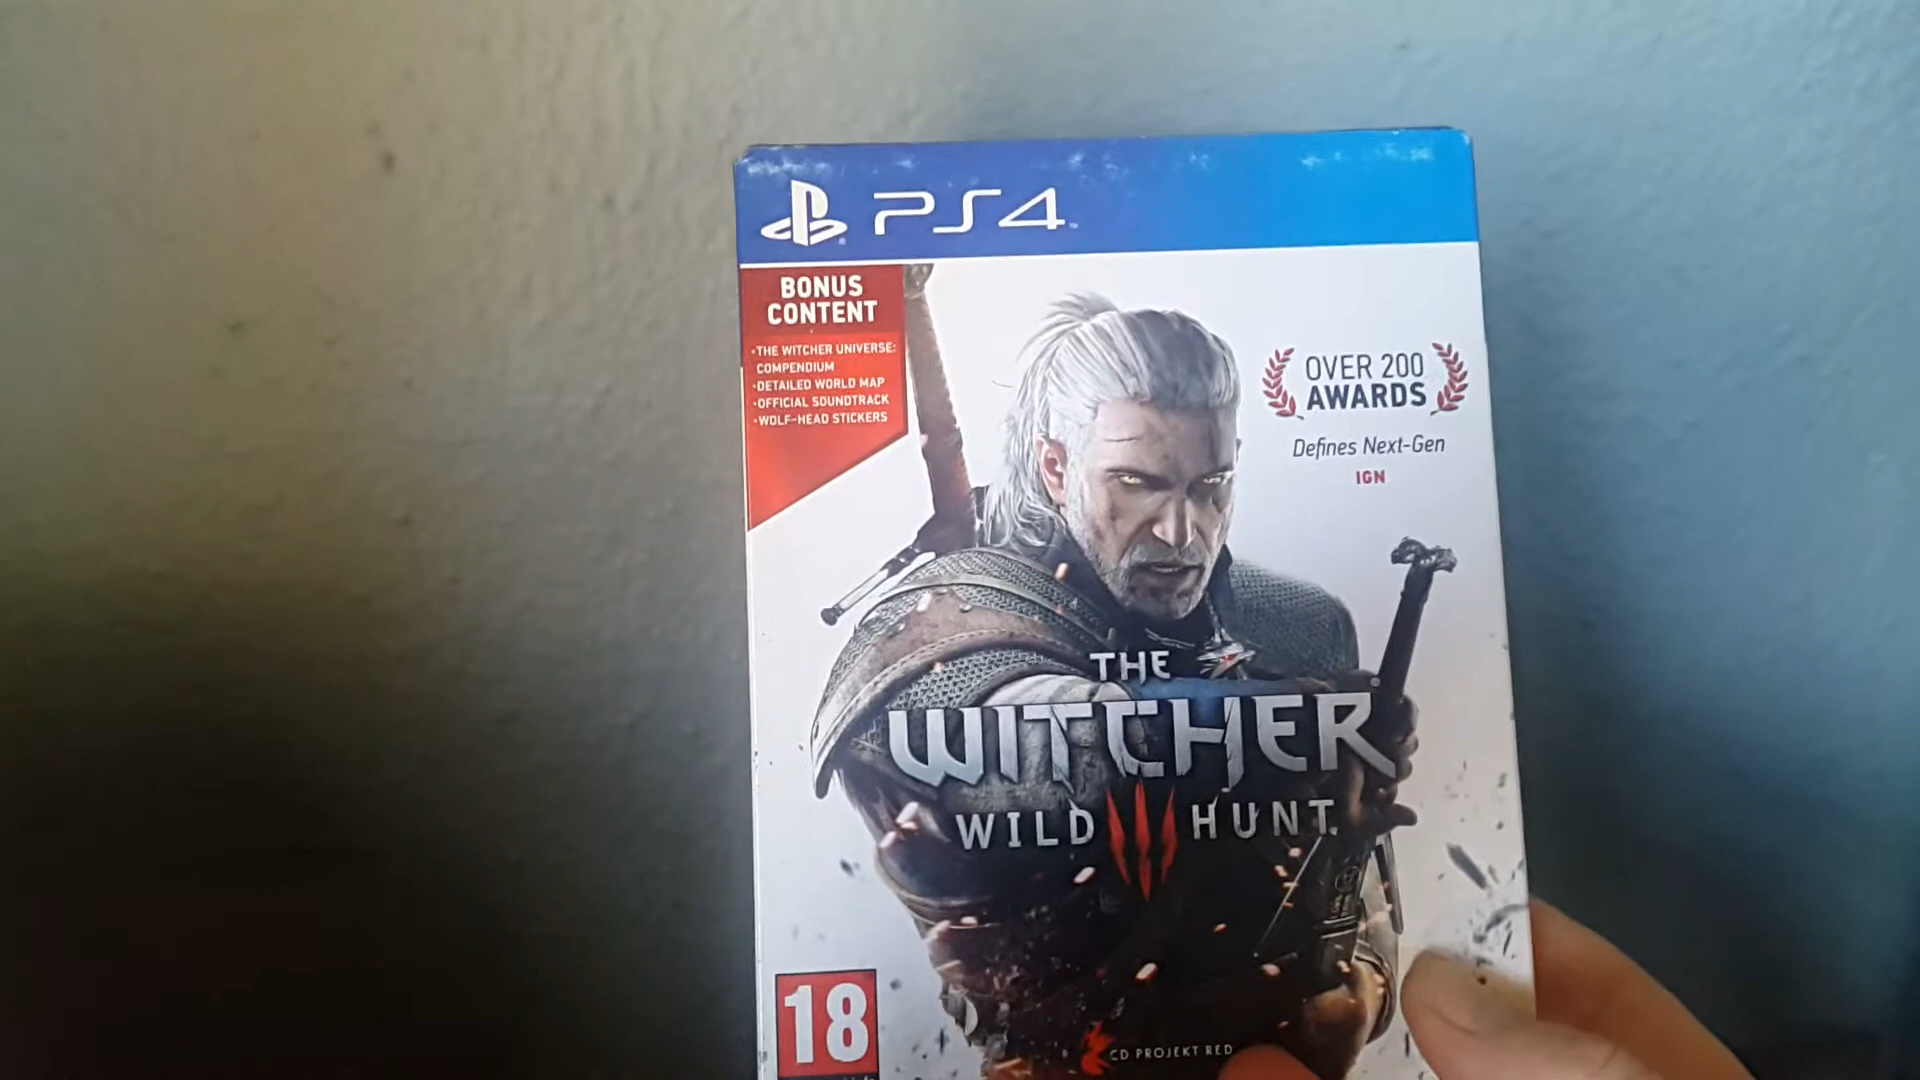 PS4
BONUS
CONTENT
•THE WITCHER UNIVERSE:
COMPENDIUM
•DETAILED WORLD MAP
•OFFICIAL SOUNDTRACK
•WOLF-HEAD STICKERS
OVER 200
AWARDS
Defines Next-Gen
IGN
THE
WITCHER
WILD III HUNT
18
CD PROJEKT RED